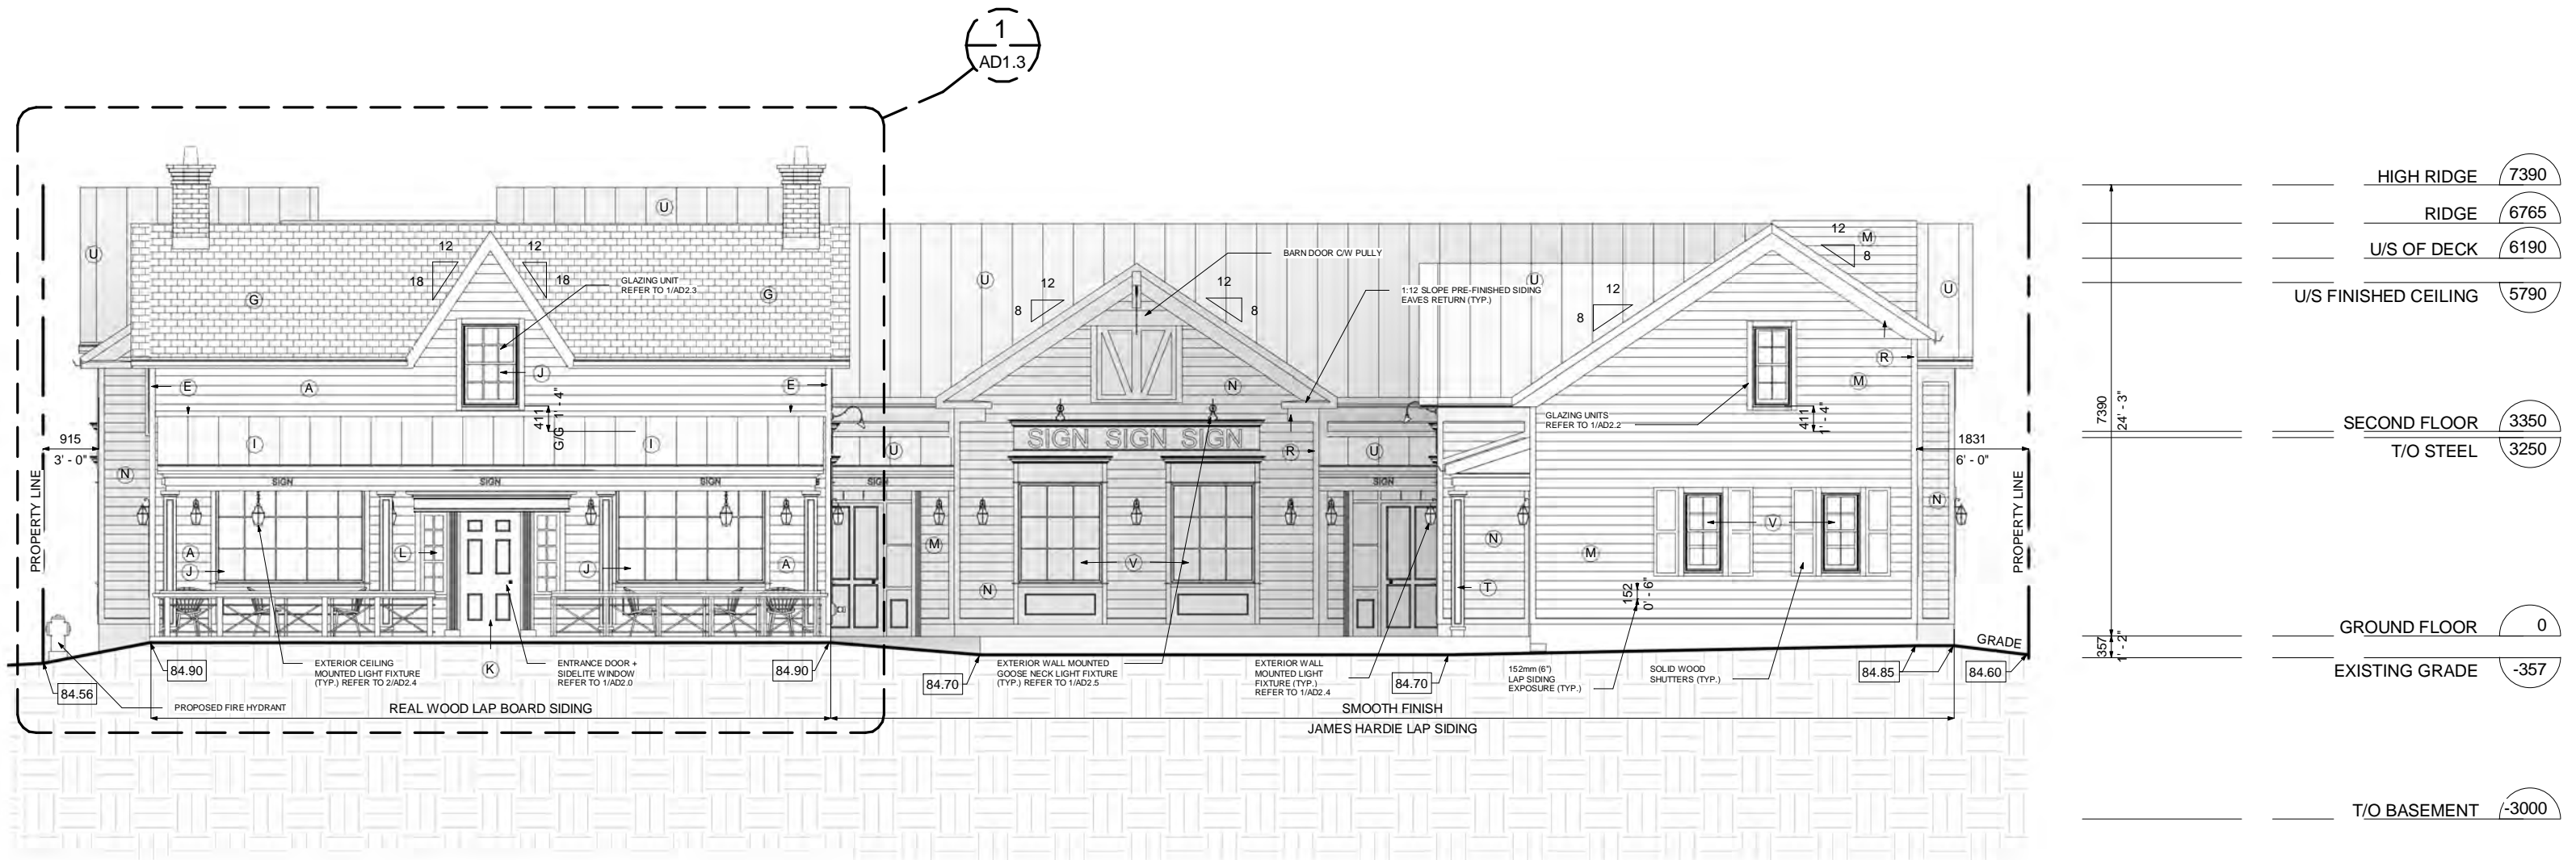 1
AD1.3
HIGH RIDGE 7390
RIDGE 6765
U/S OF DECK 6190
U/S FINISHED CEILING 5790
SECOND FLOOR 3350
T/O STEEL 3250
GROUND FLOOR 0
EXISTING GRADE -357
T/O BASEMENT -3000
7390
24' - 3"
357
1' - 2"
U
U
G
G
12
18
12
18
GLAZING UNIT
REFER TO 1/AD2.3
J
E
A
E
411
G/G 1' - 4"
I
I
915
3' - 0"
PROPERTY LINE
N
SIGN
SIGN
SIGN
A
J
L
J
A
K
U
12
8
12
8
BARN DOOR C/W PULLY
1:12 SLOPE PRE-FINISHED SIDING
EAVES RETURN (TYP.)
N
SIGN SIGN SIGN
R
U
U
SIGN
SIGN
M
N
V
U
12
8
12
8
M
U
R
M
GLAZING UNITS
REFER TO 1/AD2.2
411
1' - 4"
1831
6' - 0"
PROPERTY LINE
N
V
N
M
T
152
0' - 6"
GRADE
84.56
84.90
84.90
84.70
84.70
84.85
84.60
EXTERIOR CEILING
MOUNTED LIGHT FIXTURE
(TYP.) REFER TO 2/AD2.4
ENTRANCE DOOR +
SIDELITE WINDOW
REFER TO 1/AD2.0
EXTERIOR WALL MOUNTED
GOOSE NECK LIGHT FIXTURE
(TYP.) REFER TO 1/AD2.5
EXTERIOR WALL
MOUNTED LIGHT
FIXTURE (TYP.)
REFER TO 1/AD2.4
152mm (6")
LAP SIDING
EXPOSURE (TYP.)
SOLID WOOD
SHUTTERS (TYP.)
PROPOSED FIRE HYDRANT
REAL WOOD LAP BOARD SIDING
SMOOTH FINISH
JAMES HARDIE LAP SIDING